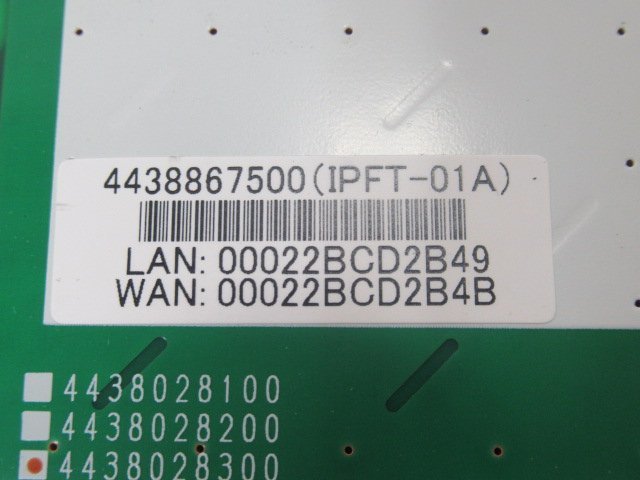 4438867500(IPFT-01A)
LAN: 00022BCD2B49
WAN: 00022BCD2B4B
4438028100
4438028200
4438028300